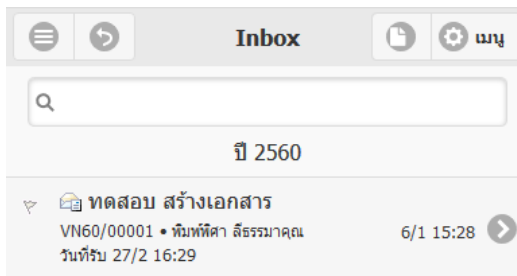 Inbox เมนู
ปี 2560
ทดสอบ สร้างเอกสาร
VN60/00001 • พิมพ์พิศา ลีธรรมาคุณ 6/1 15:28
วันที่รับ 27/2 16:29